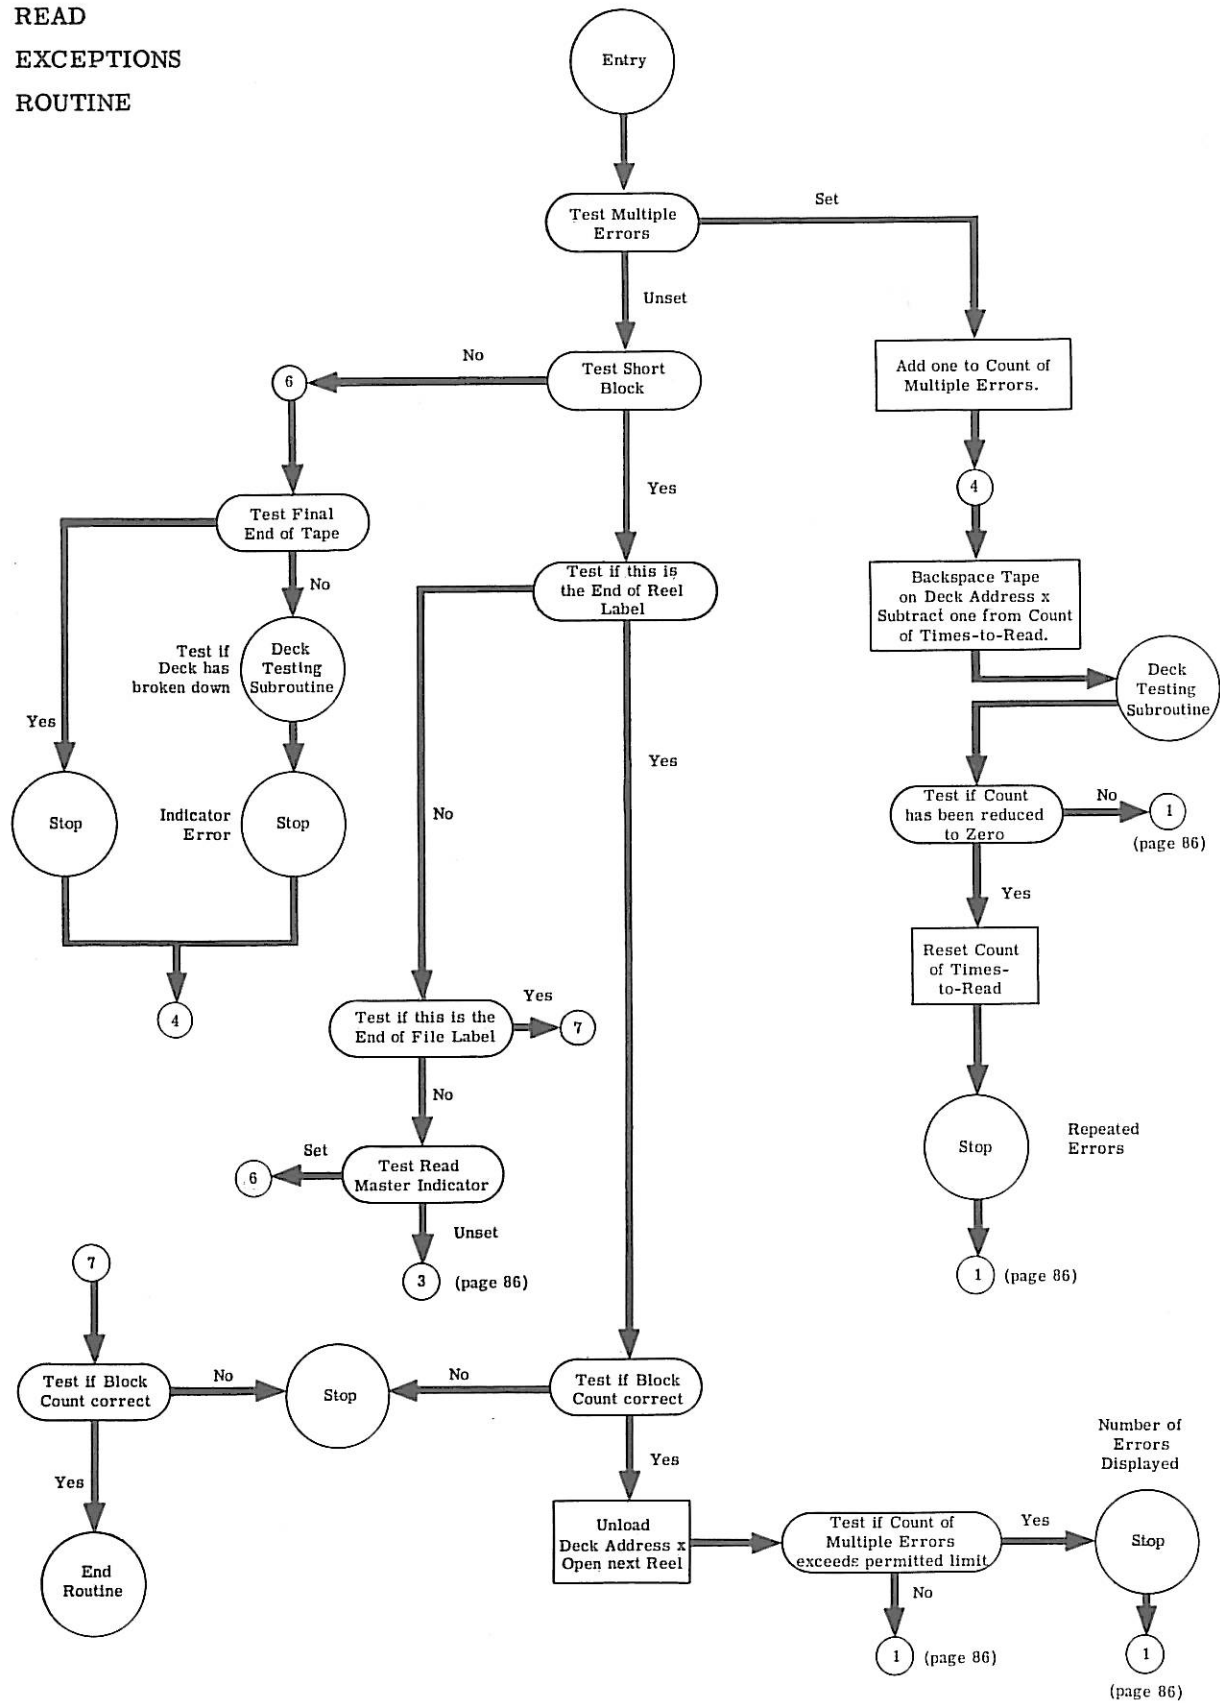 READ
EXCEPTIONS
ROUTINE
Entry
Test Multiple
Errors
Set
Unset
Test Short
Block
No
6
Add one to Count of
Multiple Errors.
Yes
4
Test Final
End of Tape
No
Yes
Test if
Deck has
broken down
Deck
Testing
Subroutine
Test if this is
the End of Reel
Label
Backspace Tape
on Deck Address x
Subtract one from Count
of Times-to-Read.
Deck
Testing
Subroutine
Yes
No
Stop
Indicator
Error
Stop
Test if Count
has been reduced
to Zero
No
1
(page 86)
Yes
Reset Count
of Times-
to-Read
4
Test if this is the
End of File Label
Yes
7
No
Stop
Repeated
Errors
Set
6
Test Read
Master Indicator
Unset
3
(page 86)
1
(page 86)
7
Test if Block
Count correct
No
Stop
No
Test if Block
Count correct
Yes
Yes
End
Routine
Unload
Deck Address x
Open next Reel
Test if Count of
Multiple Errors
exceeds permitted limit
Yes
Number of
Errors
Displayed
Stop
No
1
(page 86)
1
(page 86)